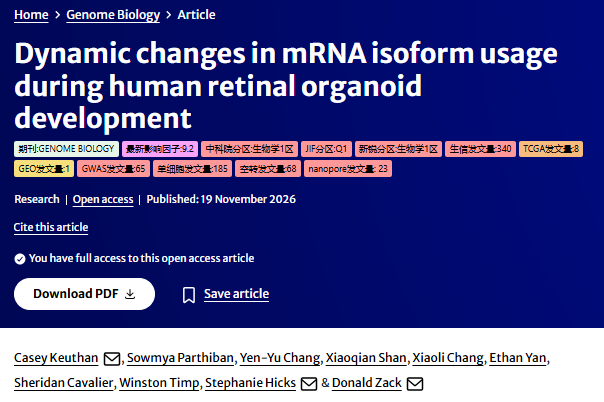 Home > Genome Biology > Article
Dynamic changes in mRNA isoform usage
during human retinal organoid
development
期刊:GENOME BIOLOGY 最新影响因子:9.2 中科院分区:生物学1区 JIF分区:Q1 新锐分区:生物学1区 生信发文量:340 TCGA发文量:8
GEO发文量:1 GWAS发文量:65 单细胞发文量:185 空转发文量:68 nanopore发文量: 23
Research | Open access | Published: 19 November 2026
Cite this article
You have full access to this open access article
Download PDF Save article
Casey Keuthan, Sowmya Parthiban, Yen-Yu Chang, Xiaoqian Shan, Xiaoli Chang, Ethan Yan,
Sheridan Cavalier, Winston Timp, Stephanie Hicks & Donald Zack